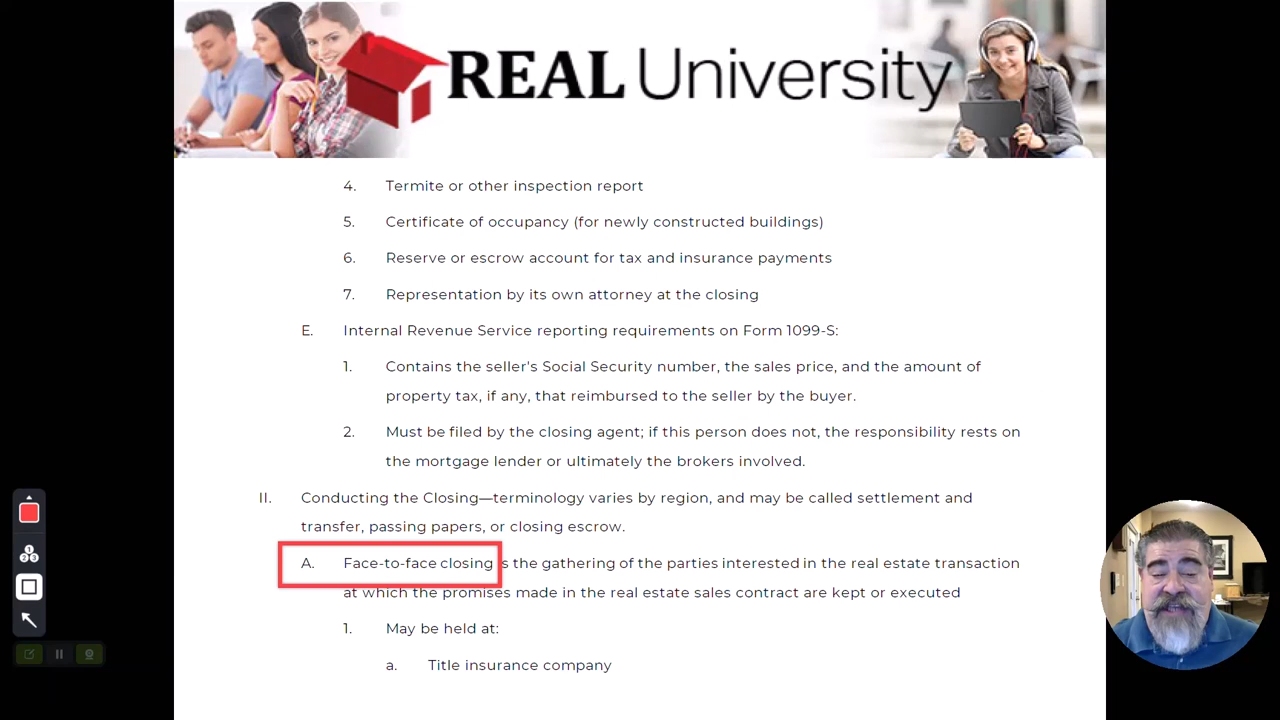 REAL University
4. Termite or other inspection report
5. Certificate of occupancy (for newly constructed buildings)
6. Reserve or escrow account for tax and insurance payments
7. Representation by its own attorney at the closing
E. Internal Revenue Service reporting requirements on Form 1099-S:
1. Contains the seller's Social Security number, the sales price, and the amount of
property tax, if any, that reimbursed to the seller by the buyer.
2. Must be filed by the closing agent; if this person does not, the responsibility rests on
the mortgage lender or ultimately the brokers involved.
II. Conducting the Closing—terminology varies by region, and may be called settlement and
transfer, passing papers, or closing escrow.
A. Face-to-face closing is the gathering of the parties interested in the real estate transaction
at which the promises made in the real estate sales contract are kept or executed
1. May be held at:
a. Title insurance company